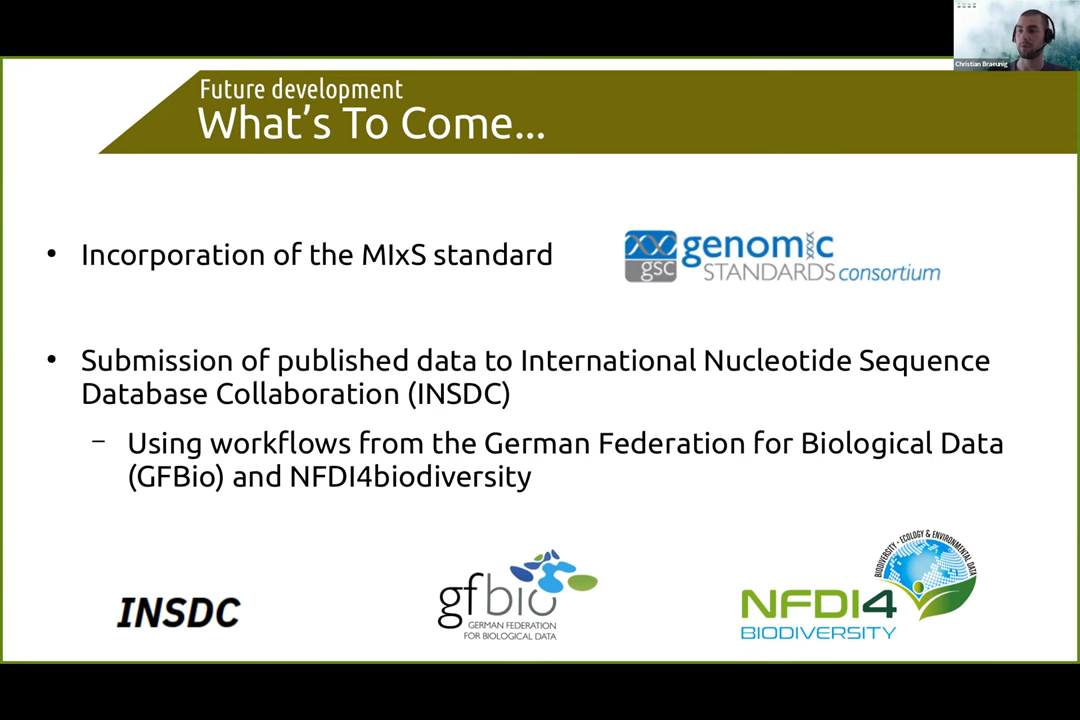 Christian Braeunig
Future development
What's To Come...
• Incorporation of the MIxS standard
gsc
genomic
STANDARDS consortium
• Submission of published data to International Nucleotide Sequence
Database Collaboration (INSDC)
– Using workflows from the German Federation for Biological Data
(GFBio) and NFDI4biodiversity
INSDC
gfbio
GERMAN FEDERATION
FOR BIOLOGICAL DATA
BIODIVERSITY • ECOLOGY & ENVIRONMENTAL DATA
NFDI4
BIODIVERSITY